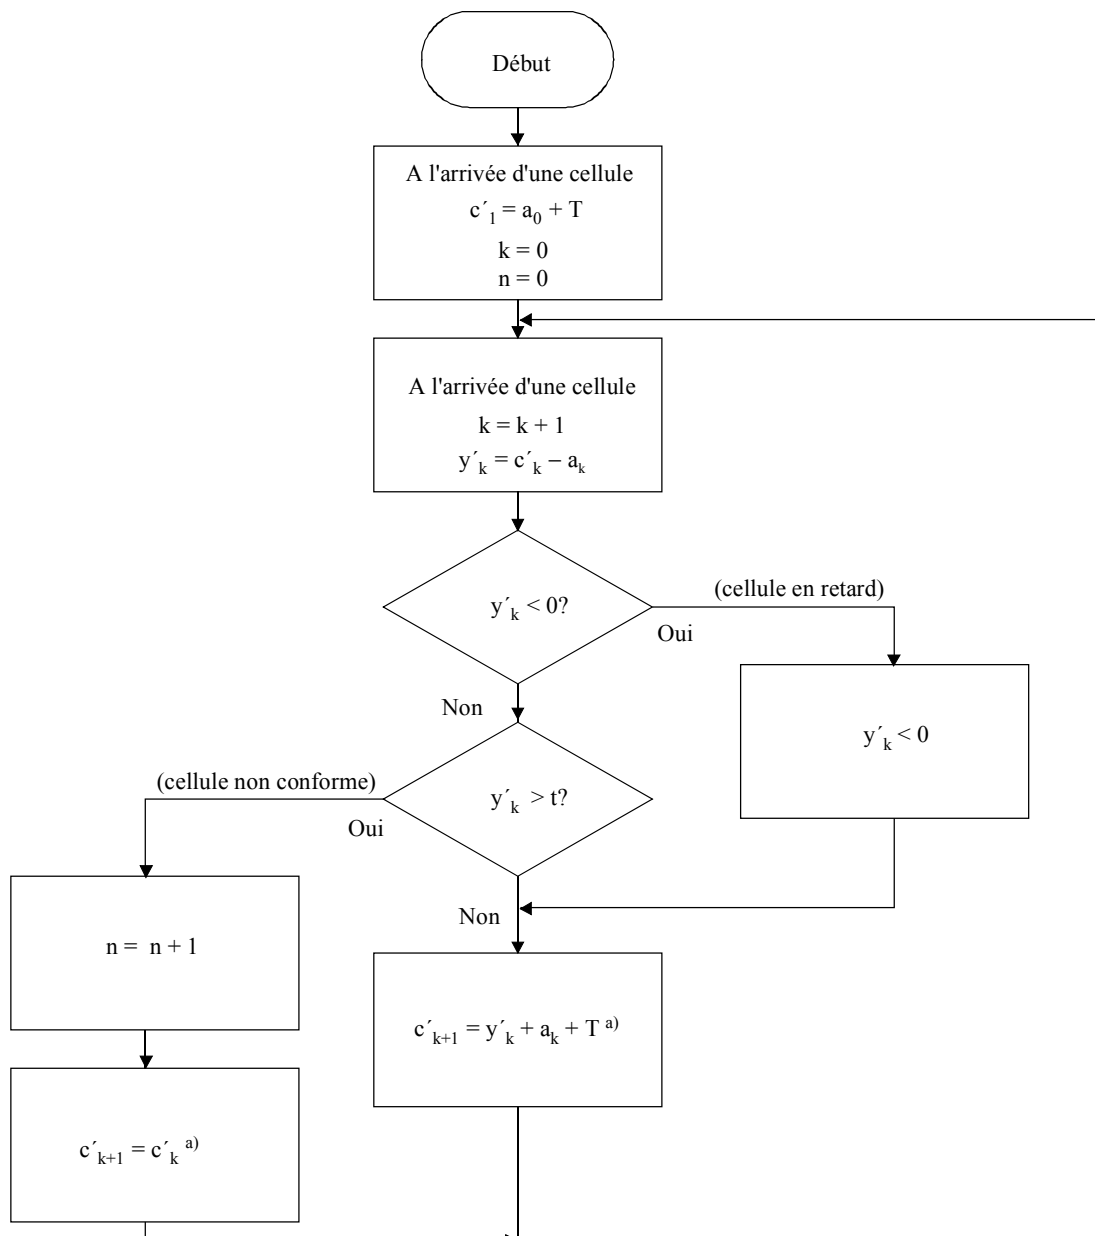 Début
A l'arrivée d'une cellule
c´1 = a0 + T
k = 0
n = 0
A l'arrivée d'une cellule
k = k + 1
y´k = c´k – ak
y´k < 0?
(cellule en retard)
Oui
Non
y´k < 0
(cellule non conforme)
y´k > t?
Oui
Non
n = n + 1
c´k+1 = y´k + ak + T a)
c´k+1 = c´k a)